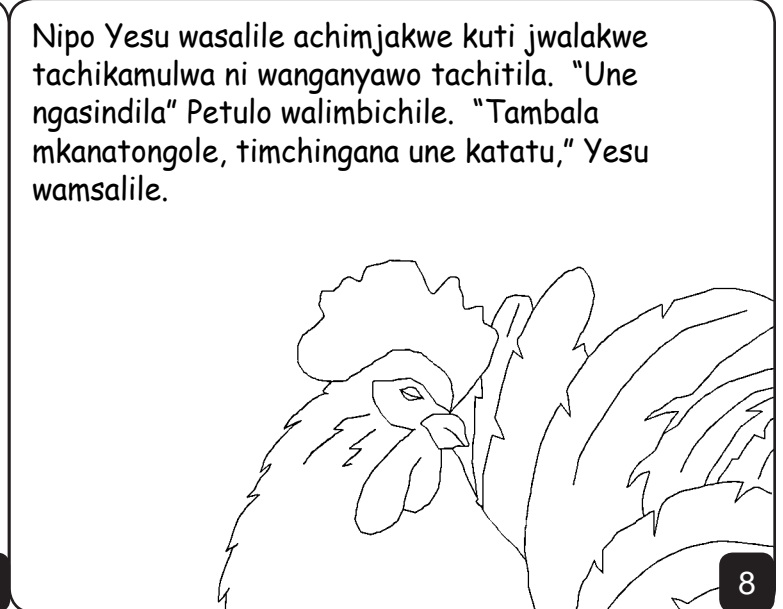 Nipo Yesu wasalile achimjakwe kuti jwalakwe
tachikamulwa ni wanganyawo tachitila. “Une
ngasindila” Petulo walimbichile. “Tambala
mkanatongole, timchingana une katatu,” Yesu
wamsalile.
8